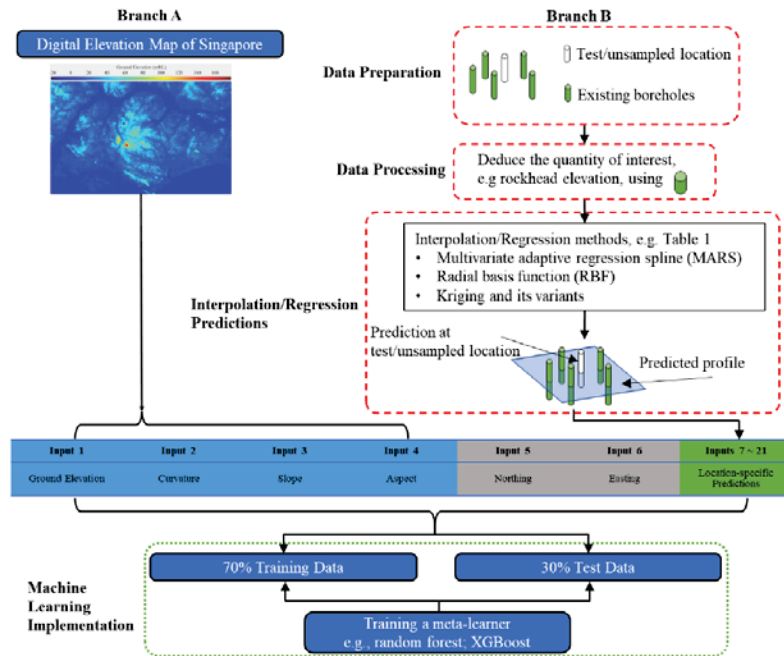 Branch A
Digital Elevation Map of Singapore
Ground Elevation (mRL)
Branch B
Data Preparation
Test/unsampled location
Existing boreholes
Data Processing
Deduce the quantity of interest,
e.g rockhead elevation, using
Interpolation/Regression
Predictions
Interpolation/Regression methods, e.g. Table 1
• Multivariate adaptive regression spline (MARS)
• Radial basis function (RBF)
• Kriging and its variants
Prediction at
test/unsampled location
Predicted profile
Input 1 Input 2 Input 3 Input 4 Input 5 Input 6 Inputs 7 ~ 21
Ground Elevation Curvature Slope Aspect Northing Easting Location-specific
Predictions
Machine
Learning
Implementation
70% Training Data
30% Test Data
Training a meta-learner
e.g., random forest; XGBoost